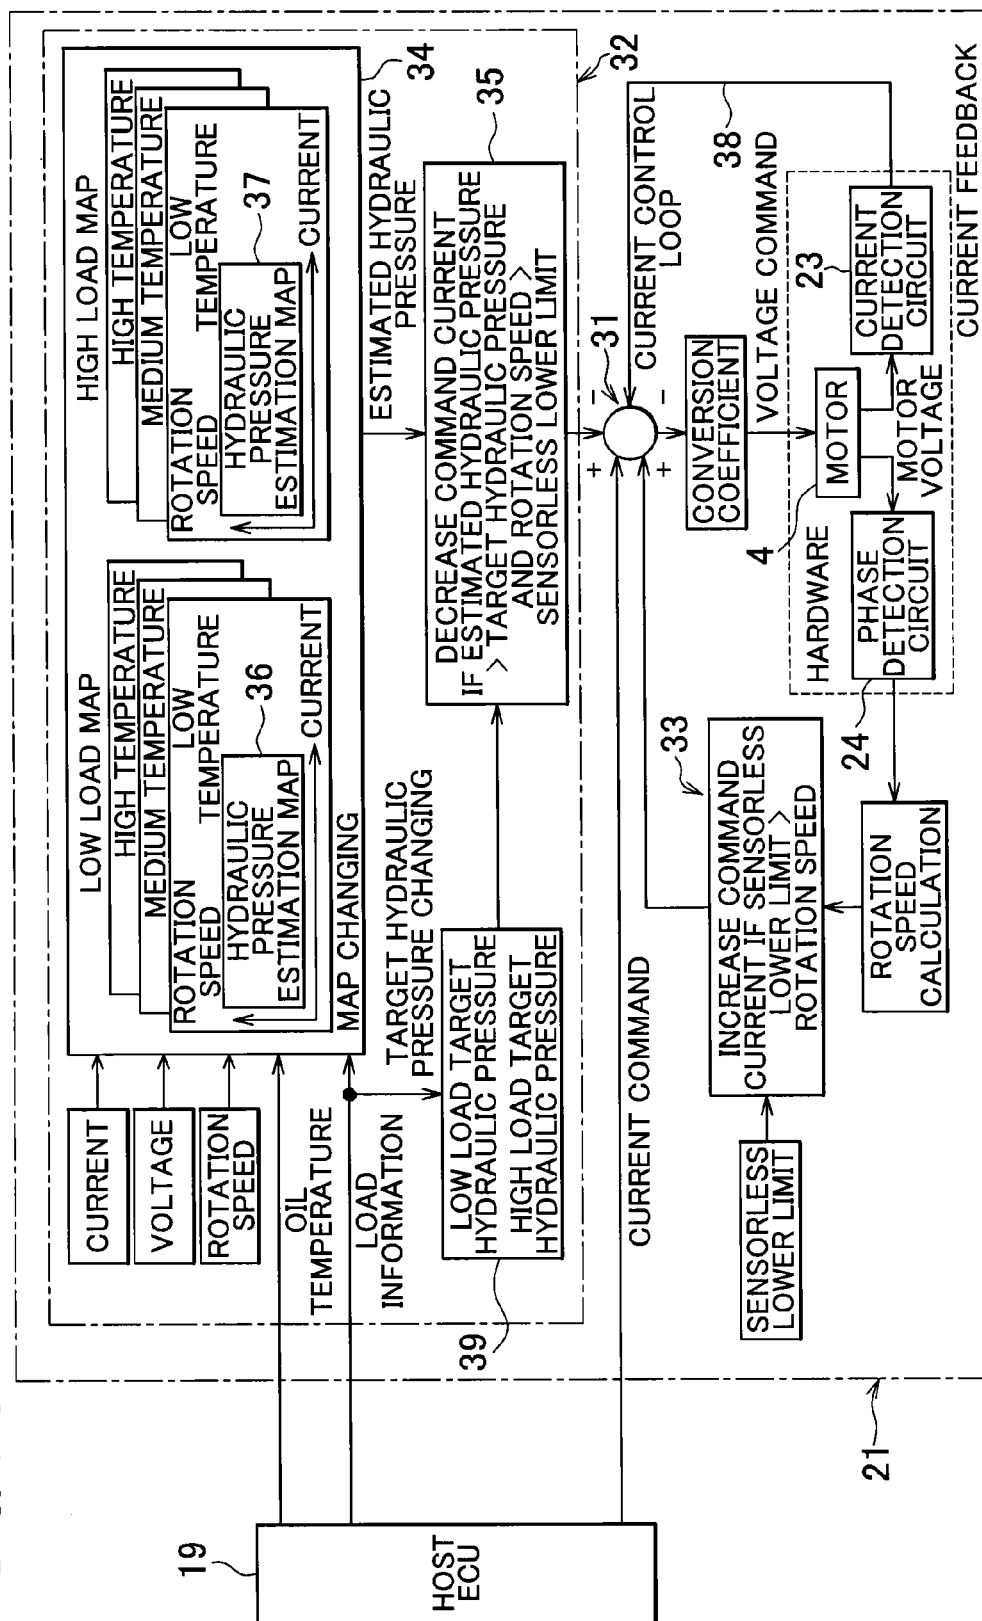 19
HOST
ECU
21
CURRENT
VOLTAGE
ROTATION
SPEED
OIL
TEMPERATURE
LOAD
INFORMATION
LOW LOAD MAP
HIGH TEMPERATURE
MEDIUM TEMPERATURE
LOW
TEMPERATURE
ROTATION
SPEED
HYDRAULIC
PRESSURE
ESTIMATION MAP
36
CURRENT
MAP CHANGING
HIGH LOAD MAP
HIGH TEMPERATURE
MEDIUM TEMPERATURE
LOW
TEMPERATURE
ROTATION
SPEED
HYDRAULIC
PRESSURE
ESTIMATION MAP
37
CURRENT
34
ESTIMATED HYDRAULIC
PRESSURE
TARGET HYDRAULIC
PRESSURE CHANGING
LOW LOAD TARGET
HYDRAULIC PRESSURE
HIGH LOAD TARGET
HYDRAULIC PRESSURE
39
DECREASE COMMAND CURRENT
IF ESTIMATED HYDRAULIC PRESSURE
> TARGET HYDRAULIC PRESSURE
AND ROTATION SPEED >
SENSORLESS LOWER LIMIT
35
32
CURRENT COMMAND
31
+
−
+
−
CURRENT CONTROL
LOOP
38
CONVERSION
COEFFICIENT
VOLTAGE COMMAND
SENSORLESS
LOWER LIMIT
INCREASE COMMAND
CURRENT IF SENSORLESS
LOWER LIMIT >
ROTATION SPEED
33
ROTATION
SPEED
CALCULATION
HARDWARE
4
MOTOR
MOTOR
VOLTAGE
PHASE
DETECTION
CIRCUIT
24
CURRENT
DETECTION
CIRCUIT
23
CURRENT FEEDBACK